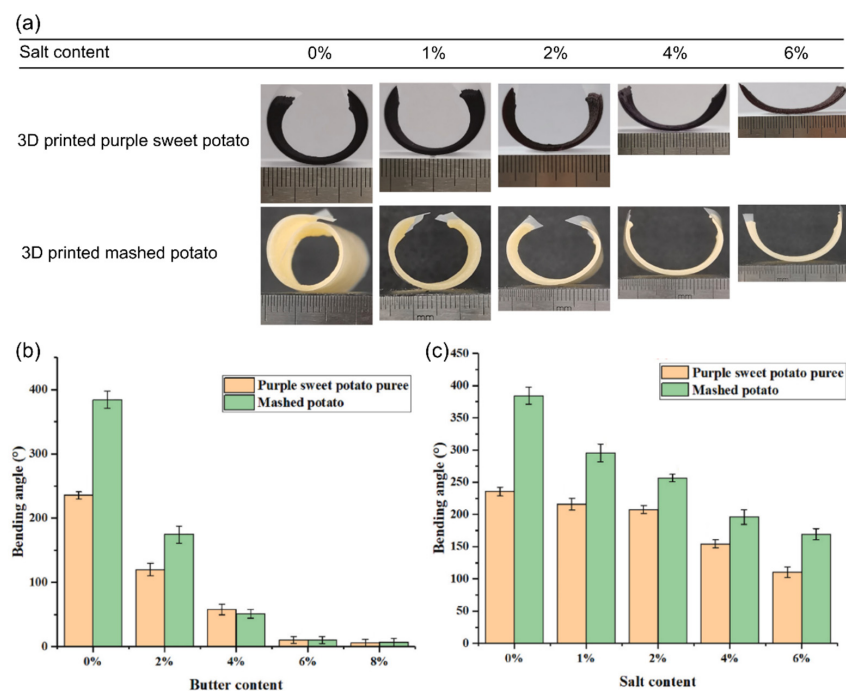 (a)
Salt content 0% 1% 2% 4% 6%
3D printed purple sweet potato
3D printed mashed potato
mm
mm
(b)
400
300
200
100
0
Bending angle (°)
Purple sweet potato puree
Mashed potato
0% 2% 4% 6% 8%
Butter content
(c)
450
400
350
300
250
200
150
100
50
0
Bending angle (°)
Purple sweet potato puree
Mashed potato
0% 1% 2% 4% 6%
Salt content